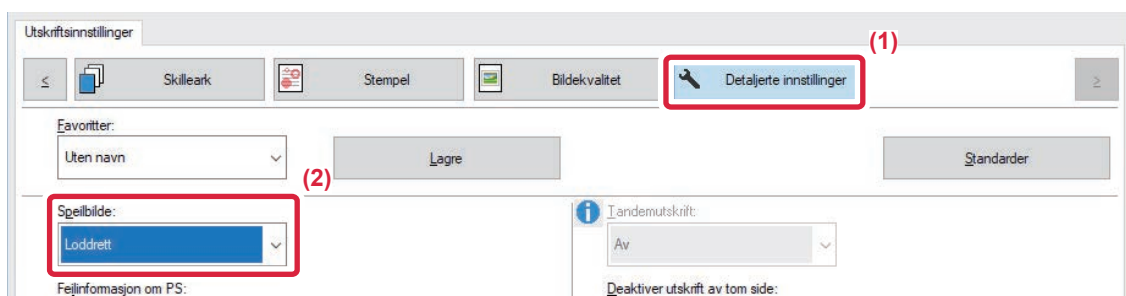 Utskriftsinnstillinger
(1)
< Skilleark Stempel Bildekvalitet Detaljerte innstillinger >
Favoritter:
Uten navn Lagre Standarder
(2)
Speilbilde: Tandemutskrift:
Loddrett Av
Feilinformasjon om PS: Deaktiver utskrift av tom side: